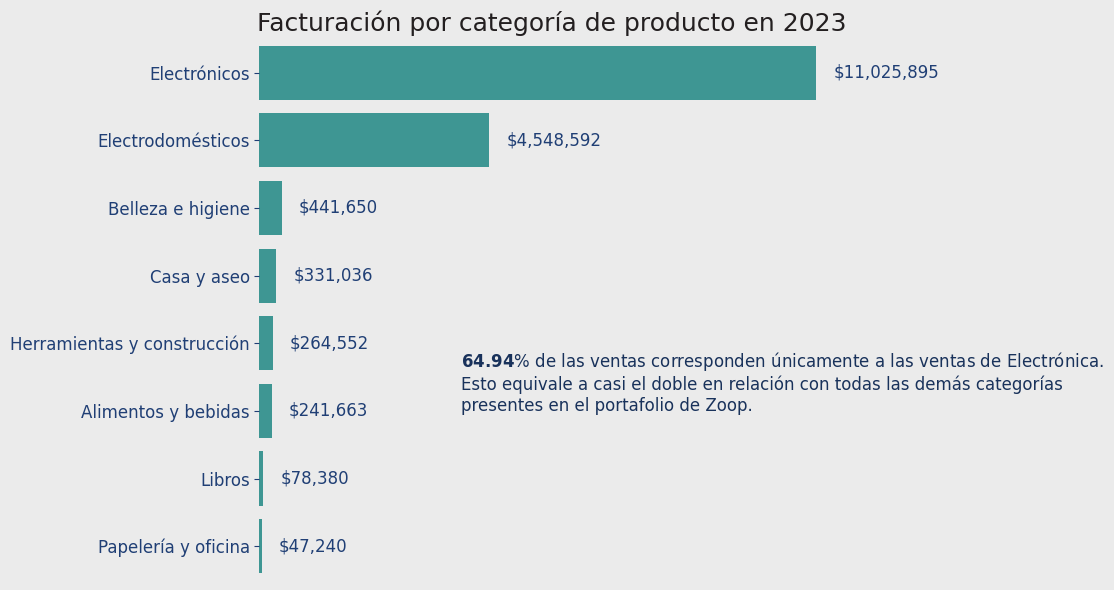 Facturación por categoría de producto en 2023
Electrónicos $11,025,895
Electrodomésticos $4,548,592
Belleza e higiene $441,650
Casa y aseo $331,036
Herramientas y construcción $264,552
64.94% de las ventas corresponden únicamente a las ventas de Electrónica.
Esto equivale a casi el doble en relación con todas las demás categorías
presentes en el portafolio de Zoop.
Alimentos y bebidas $241,663
Libros $78,380
Papelería y oficina $47,240